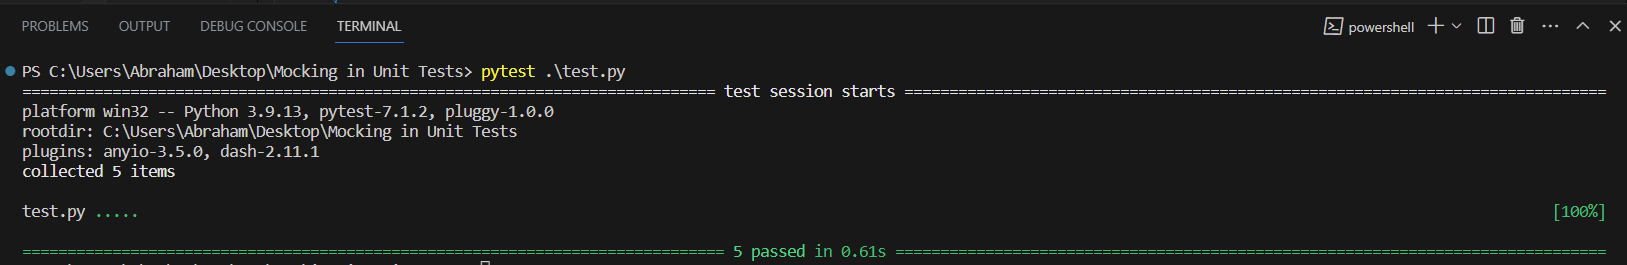 PROBLEMS OUTPUT DEBUG CONSOLE TERMINAL powershell
PS C:\Users\Abraham\Desktop\Mocking in Unit Tests> pytest .\test.py
============================================================================= test session starts ==============================================================================
platform win32 -- Python 3.9.13, pytest-7.1.2, pluggy-1.0.0
rootdir: C:\Users\Abraham\Desktop\Mocking in Unit Tests
plugins: anyio-3.5.0, dash-2.11.1
collected 5 items
test.py ..... [100%]
============================================================================== 5 passed in 0.61s ===============================================================================